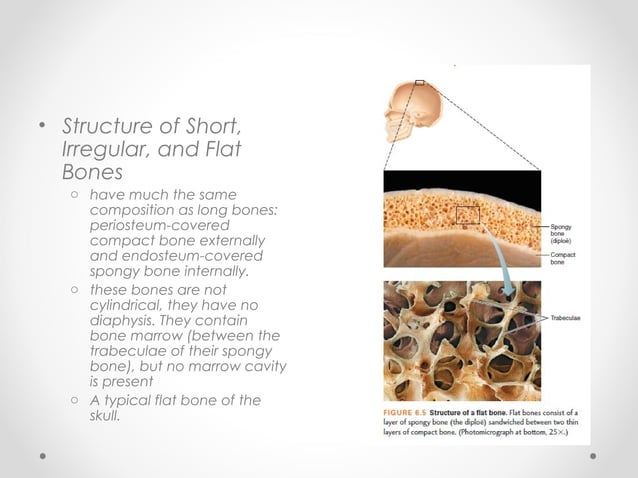 • Structure of Short,
Irregular, and Flat
Bones
o have much the same
composition as long bones:
periosteum-covered
compact bone externally
and endosteum-covered
spongy bone internally.
o these bones are not
cylindrical, they have no
diaphysis. They contain
bone marrow (between the
trabeculae of their spongy
bone), but no marrow cavity
is present
o A typical flat bone of the
skull.
Spongy
bone
(diploë)
Compact
bone
Trabeculae
FIGURE 6.5 Structure of a flat bone. Flat bones consist of a
layer of spongy bone (the diploë) sandwiched between two thin
layers of compact bone. (Photomicrograph at bottom, 25×.)